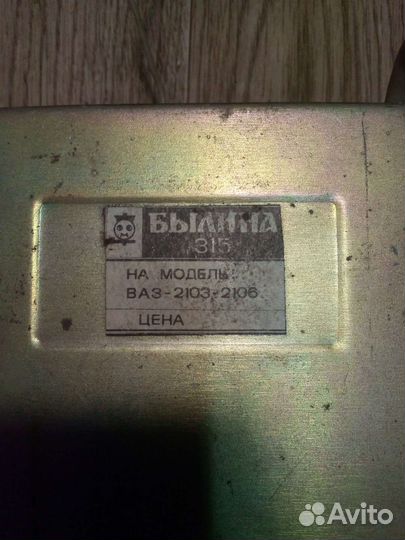 БЫЛИНА
315
НА МОДЕЛЬ
ВАЗ-2103-2106
ЦЕНА
Avito